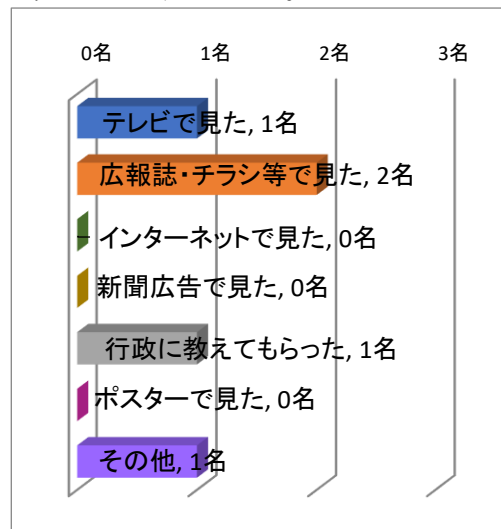 0名 1名 2名 3名
テレビで見た, 1名
広報誌・チラシ等で見た, 2名
インターネットで見た, 0名
新聞広告で見た, 0名
行政に教えてもらった, 1名
ポスターで見た, 0名
その他, 1名